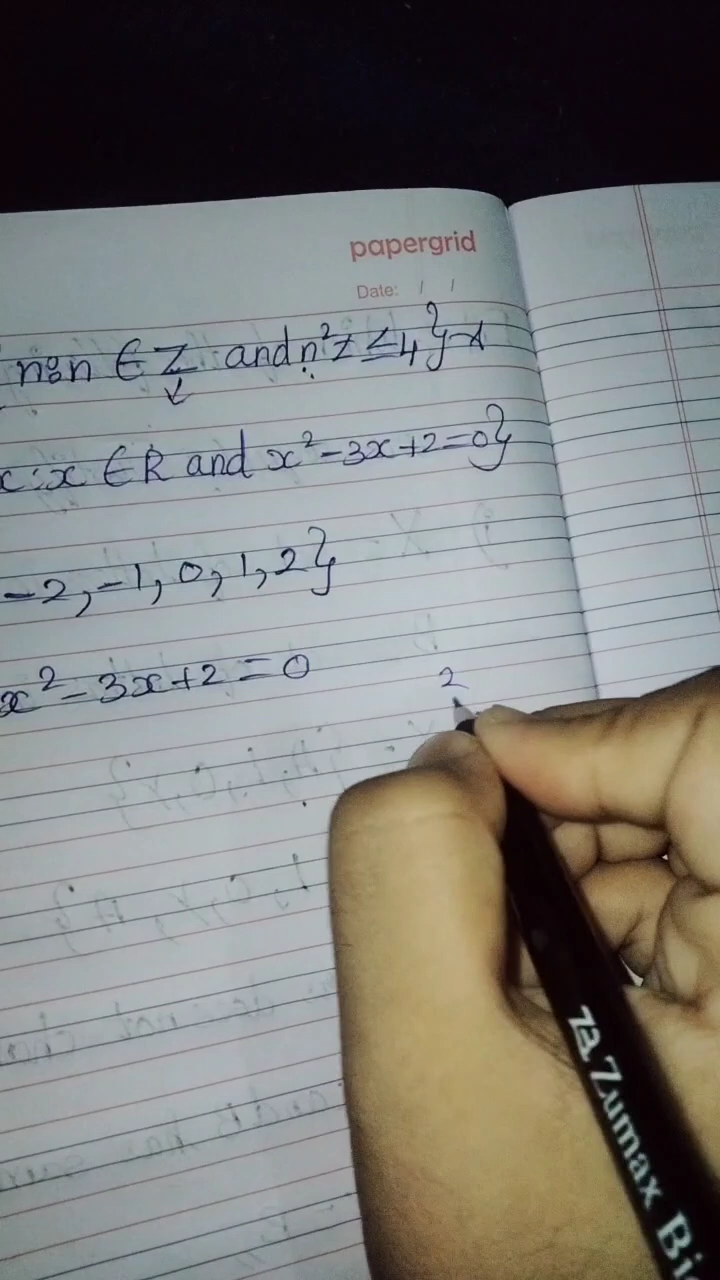 papergrid
Date: / /
n:n ∈ Z and n² ≤ 4}
x:x ∈ R and x²-3x+2=0}
-2, -1, 0, 1, 2}
x²-3x+2=0
2
Zumax Bi